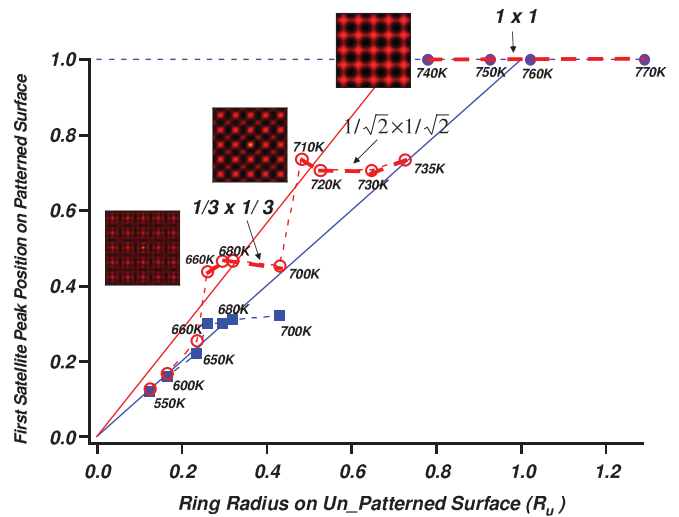 1 x 1
1.0
740K
750K
760K
770K
0.8
1/√2×1/√2
710K
720K
730K
735K
0.6
1/3 x 1/ 3
660K
680K
700K
0.4
680K
700K
660K
650K
0.2
600K
550K
0.0
0.0
0.2
0.4
0.6
0.8
1.0
1.2
First Satellite Peak Position on Patterned Surface
Ring Radius on Un_Patterned Surface (Ru )